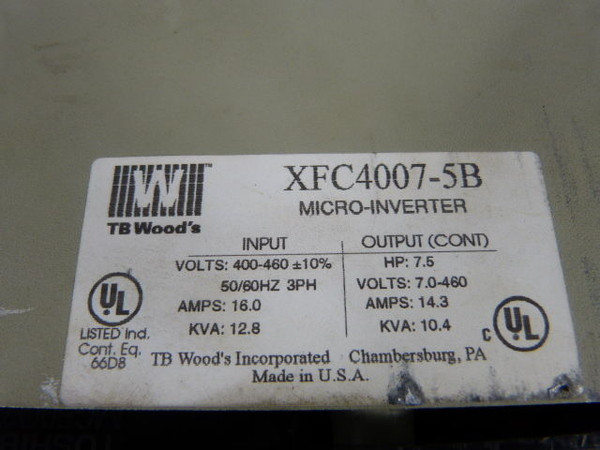 XFC4007-5B
MICRO-INVERTER
W™
TB Wood's
INPUT
VOLTS: 400-460 ±10%
50/60HZ 3PH
AMPS: 16.0
KVA: 12.8
OUTPUT (CONT)
HP: 7.5
VOLTS: 7.0-460
AMPS: 14.3
KVA: 10.4
UL
LISTED Ind.
Cont. Eq.
66D8
C UL
TB Wood's Incorporated Chambersburg, PA
Made in U.S.A.
TOSHIB